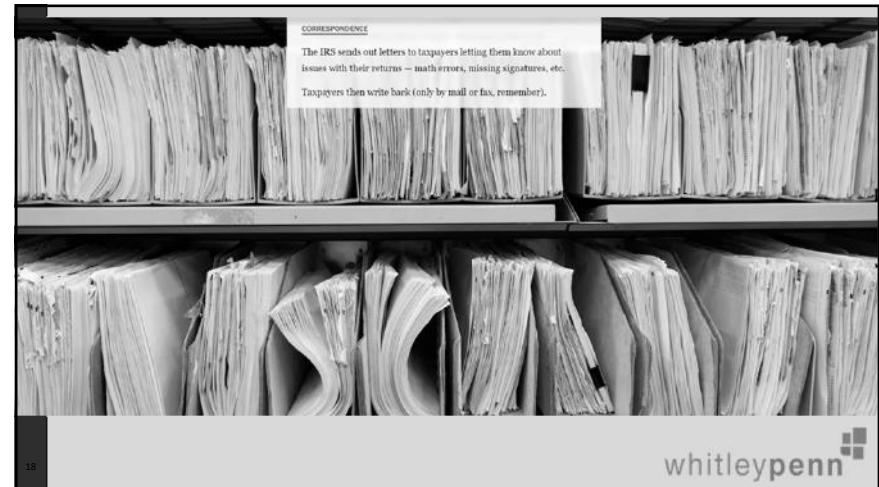 CORRESPONDENCE
The IRS sends out letters to taxpayers letting them know about
issues with their returns — math errors, missing signatures, etc.
Taxpayers then write back (only by mail or fax, remember).
18
whitleypenn